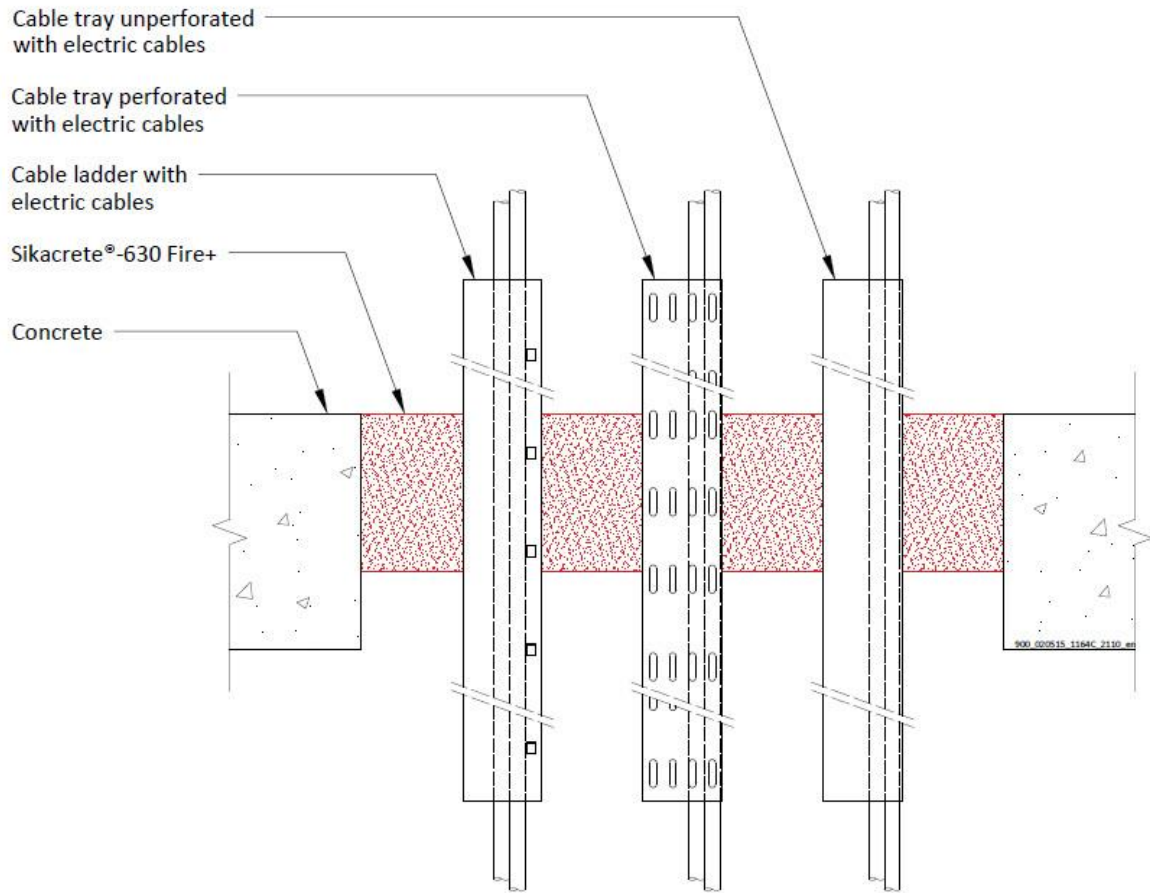 Cable tray unperforated
with electric cables
Cable tray perforated
with electric cables
Cable ladder with
electric cables
Sikacrete®-630 Fire+
Concrete
900_020515_1164C_2110_en